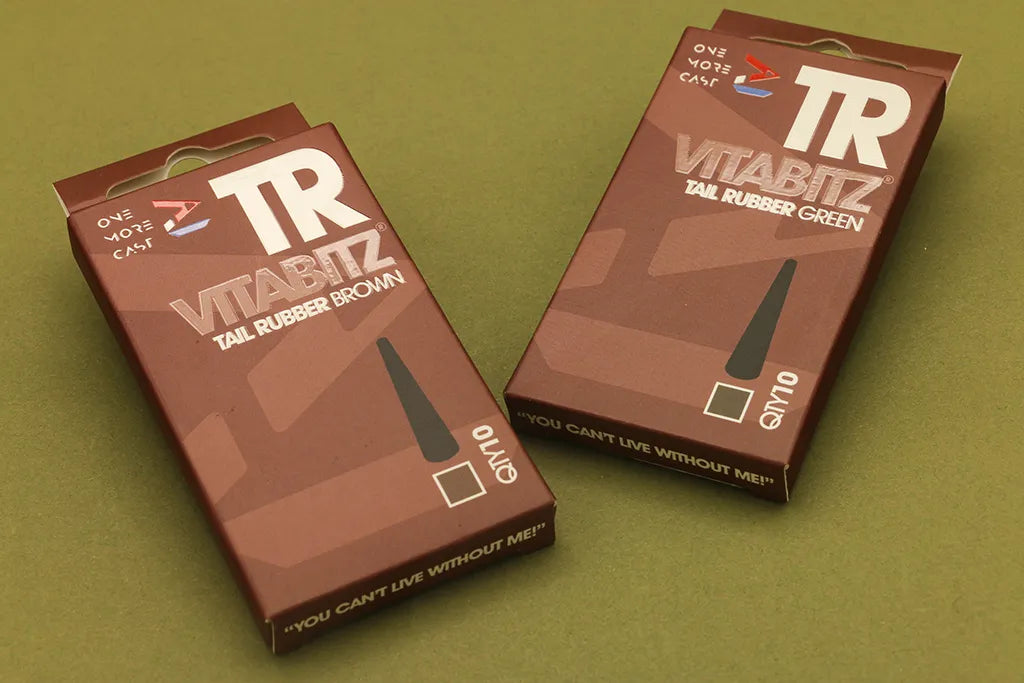 ONE
MORE
CAST
TR
VITABITZ®
TAIL RUBBER BROWN
QTY10
"YOU CAN'T LIVE WITHOUT ME!"
ONE
MORE
CAST
TR
VITABITZ®
TAIL RUBBER GREEN
QTY10
"YOU CAN'T LIVE WITHOUT ME!"